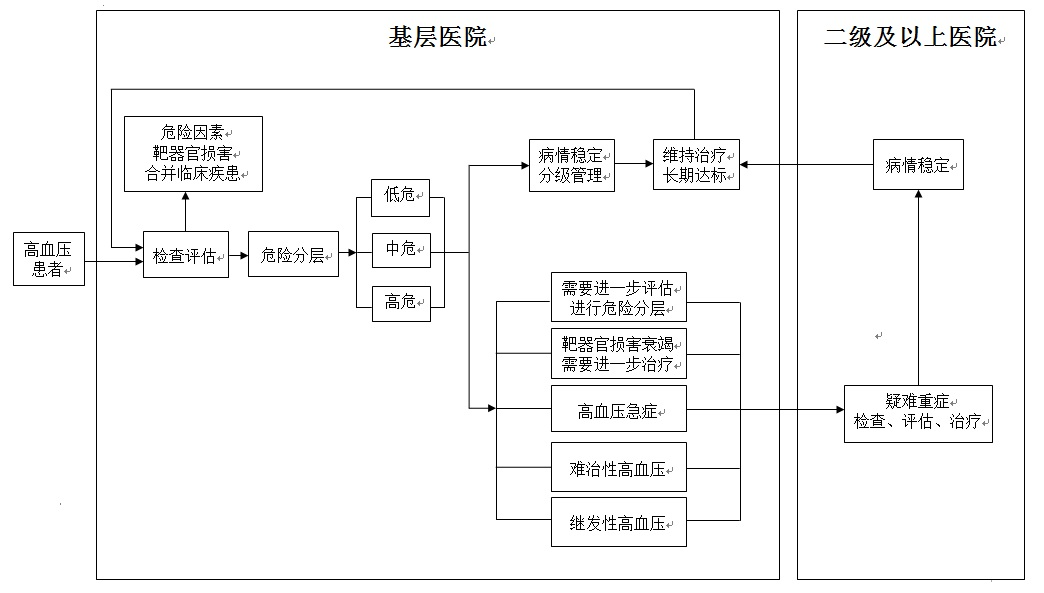 基层医院
二级及以上医院
高血压
患者
危险因素
靶器官损害
合并临床疾患
检查评估
危险分层
低危
中危
高危
病情稳定
分级管理
维持治疗
长期达标
需要进一步评估
进行危险分层
靶器官损害衰竭
需要进一步治疗
高血压急症
难治性高血压
继发性高血压
病情稳定
疑难重症
检查、评估、治疗